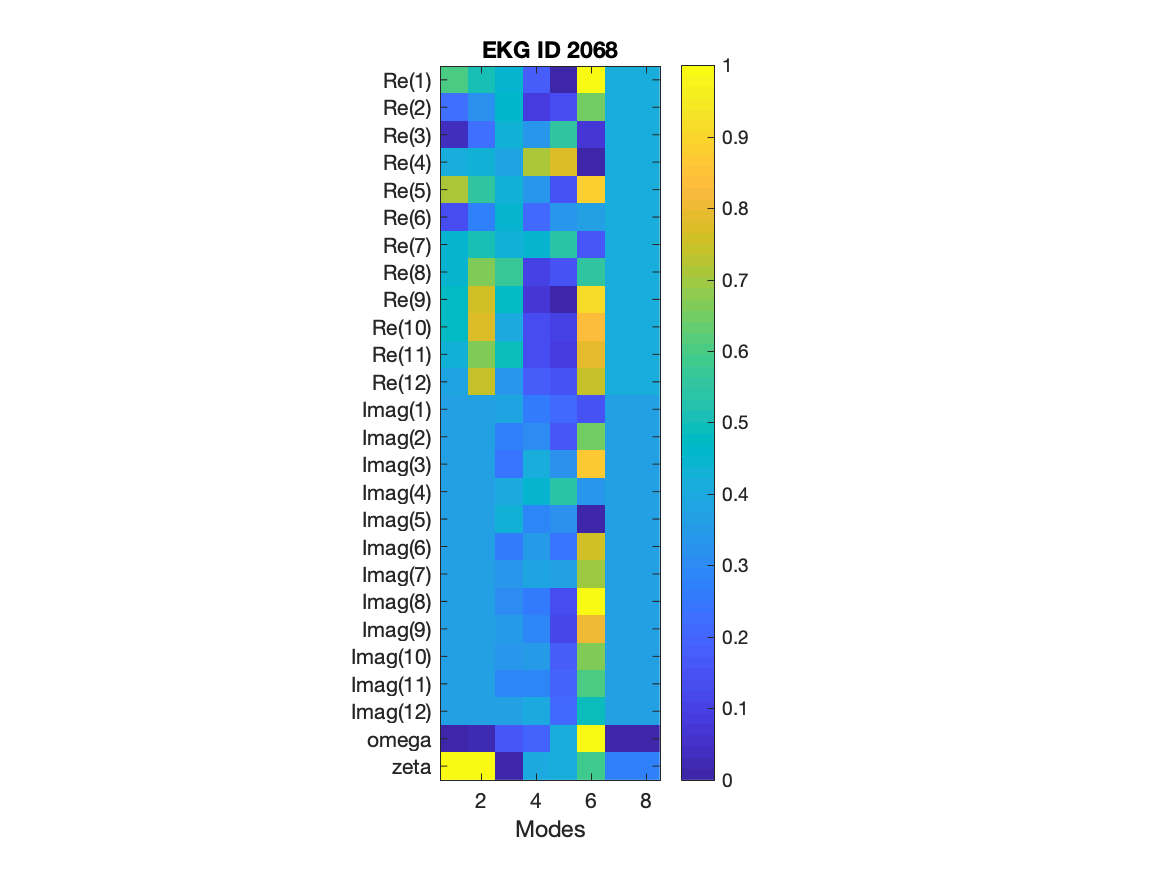 EKG ID 2068
Re(1)
Re(2)
Re(3)
Re(4)
Re(5)
Re(6)
Re(7)
Re(8)
Re(9)
Re(10)
Re(11)
Re(12)
Imag(1)
Imag(2)
Imag(3)
Imag(4)
Imag(5)
Imag(6)
Imag(7)
Imag(8)
Imag(9)
Imag(10)
Imag(11)
Imag(12)
omega
zeta
2 4 6 8
Modes
1
0.9
0.8
0.7
0.6
0.5
0.4
0.3
0.2
0.1
0